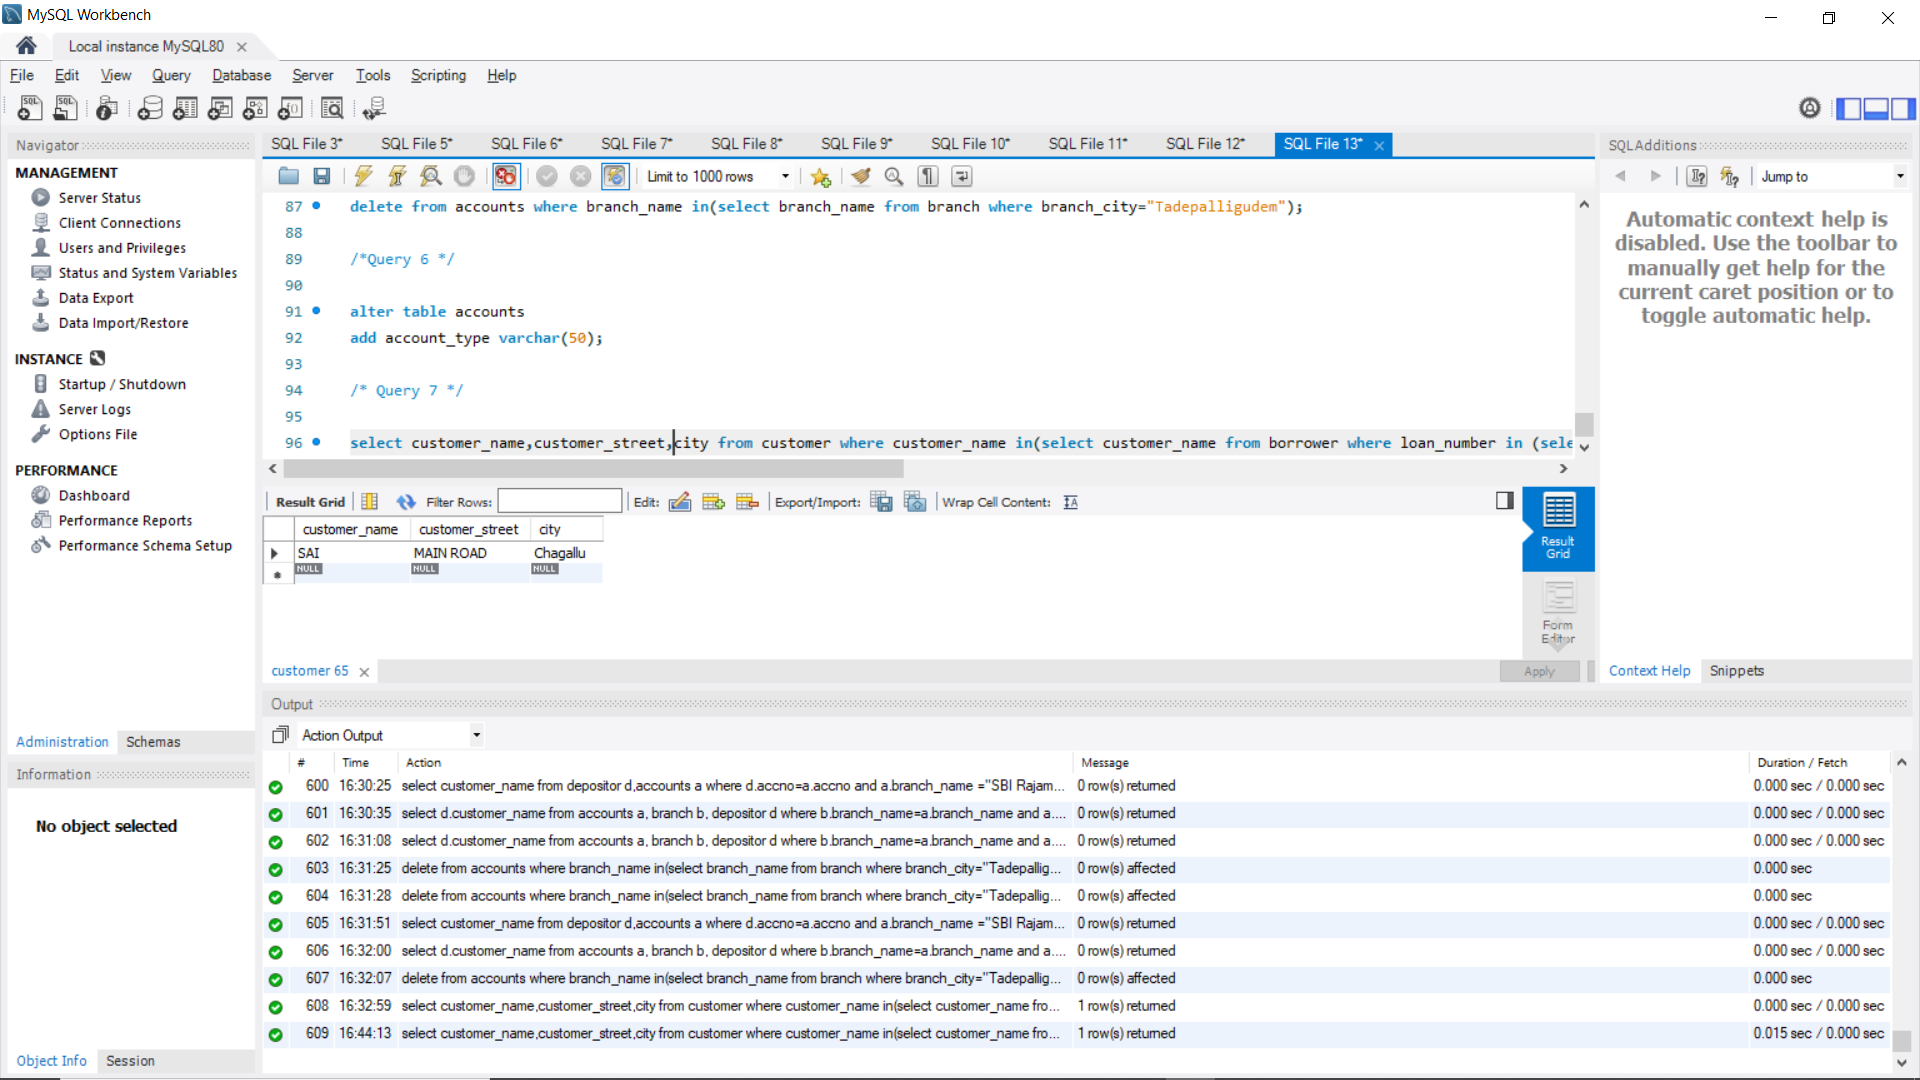 MySQL Workbench
Local instance MySQL80
File Edit View Query Database Server Tools Scripting Help
Navigator
MANAGEMENT
Server Status
Client Connections
Users and Privileges
Status and System Variables
Data Export
Data Import/Restore
INSTANCE
Startup / Shutdown
Server Logs
Options File
PERFORMANCE
Dashboard
Performance Reports
Performance Schema Setup
Administration Schemas
Information
No object selected
Object Info Session
SQL File 3* SQL File 5* SQL File 6* SQL File 7* SQL File 8* SQL File 9* SQL File 10* SQL File 11* SQL File 12* SQL File 13*
Limit to 1000 rows
87 delete from accounts where branch_name in(select branch_name from branch where branch_city="Tadepalligudem");
88
89 /*Query 6 */
90
91 alter table accounts
92 add account_type varchar(50);
93
94 /* Query 7 */
95
96 select customer_name,customer_street,city from customer where customer_name in(select customer_name from borrower where loan_number in (sele
Result Grid Filter Rows: Edit: Export/Import: Wrap Cell Content:
customer_name customer_street city
SAI MAIN ROAD Chagallu
NULL NULL NULL
Result
Grid
Form
Editor
customer 65
Apply
SQLAdditions
Jump to
Automatic context help is
disabled. Use the toolbar to
manually get help for the
current caret position or to
toggle automatic help.
Context Help Snippets
Output
Action Output
# Time Action Message Duration / Fetch
600 16:30:25 select customer_name from depositor d,accounts a where d.accno=a.accno and a.branch_name ="SBI Rajam... 0 row(s) returned 0.000 sec / 0.000 sec
601 16:30:35 select d.customer_name from accounts a, branch b, depositor d where b.branch_name=a.branch_name and a.... 0 row(s) returned 0.000 sec / 0.000 sec
602 16:31:08 select d.customer_name from accounts a, branch b, depositor d where b.branch_name=a.branch_name and a.... 0 row(s) returned 0.000 sec / 0.000 sec
603 16:31:25 delete from accounts where branch_name in(select branch_name from branch where branch_city="Tadepallig... 0 row(s) affected 0.000 sec
604 16:31:28 delete from accounts where branch_name in(select branch_name from branch where branch_city="Tadepallig... 0 row(s) affected 0.000 sec
605 16:31:51 select customer_name from depositor d,accounts a where d.accno=a.accno and a.branch_name ="SBI Rajam... 0 row(s) returned 0.000 sec / 0.000 sec
606 16:32:00 select d.customer_name from accounts a, branch b, depositor d where b.branch_name=a.branch_name and a.... 0 row(s) returned 0.000 sec / 0.000 sec
607 16:32:07 delete from accounts where branch_name in(select branch_name from branch where branch_city="Tadepallig... 0 row(s) affected 0.000 sec
608 16:32:59 select customer_name,customer_street,city from customer where customer_name in(select customer_name fro... 1 row(s) returned 0.000 sec / 0.000 sec
609 16:44:13 select customer_name,customer_street,city from customer where customer_name in(select customer_name fro... 1 row(s) returned 0.015 sec / 0.000 sec